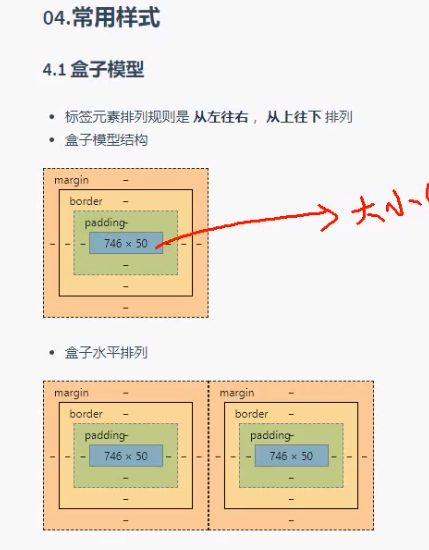 04.常用样式
4.1 盒子模型
• 标签元素排列规则是 从左往右 ，从上往下 排列
• 盒子模型结构
margin –
border –
padding–
– – – 746 × 50 – – –
–
–
–
大小
• 盒子水平排列
margin – margin –
border – border –
padding– padding–
– – – 746 × 50 – – – – – – 746 × 50 – – –
– –
– –
– –